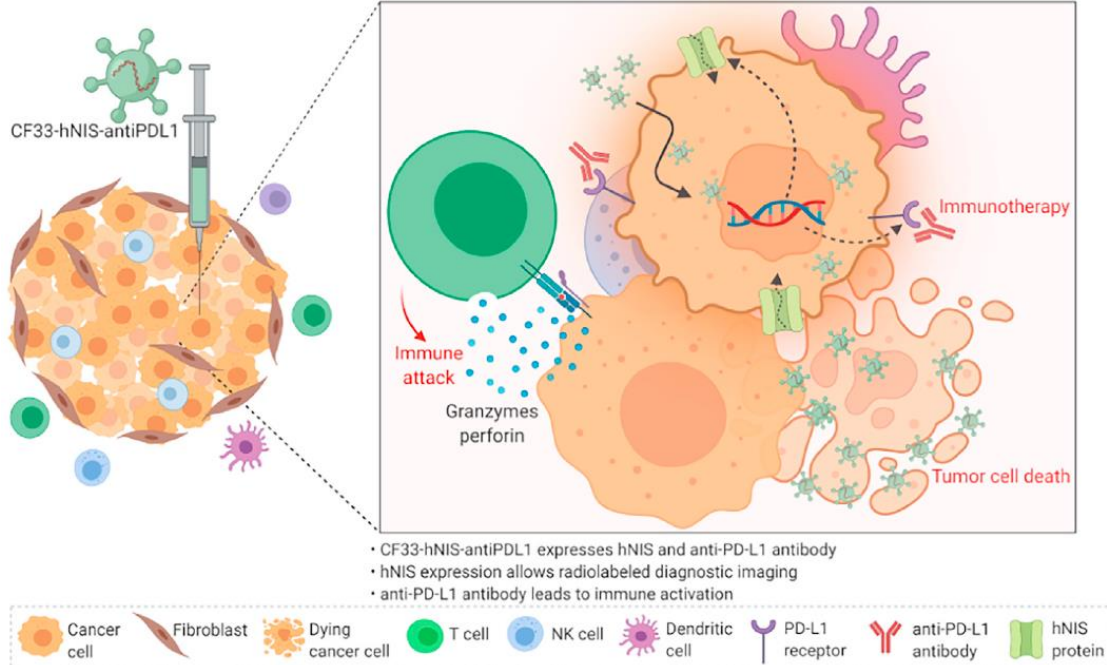 CF33-hNIS-antiPDL1
Immune
attack
Granzymes
perforin
Immunotherapy
Tumor cell death
• CF33-hNIS-antiPDL1 expresses hNIS and anti-PD-L1 antibody
• hNIS expression allows radiolabeled diagnostic imaging
• anti-PD-L1 antibody leads to immune activation
Cancer
cell
Fibroblast
Dying
cancer cell
T cell
NK cell
Dendritic
cell
PD-L1
receptor
anti-PD-L1
antibody
hNIS
protein